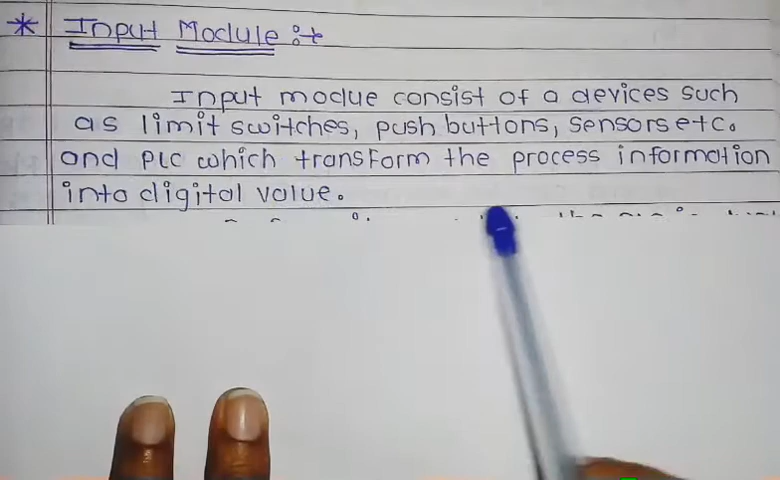 * Input Module :-
Input modue consist of a devices such
as limit switches, push buttons, sensors etc.
and PLC which transform the process information
into digital value.